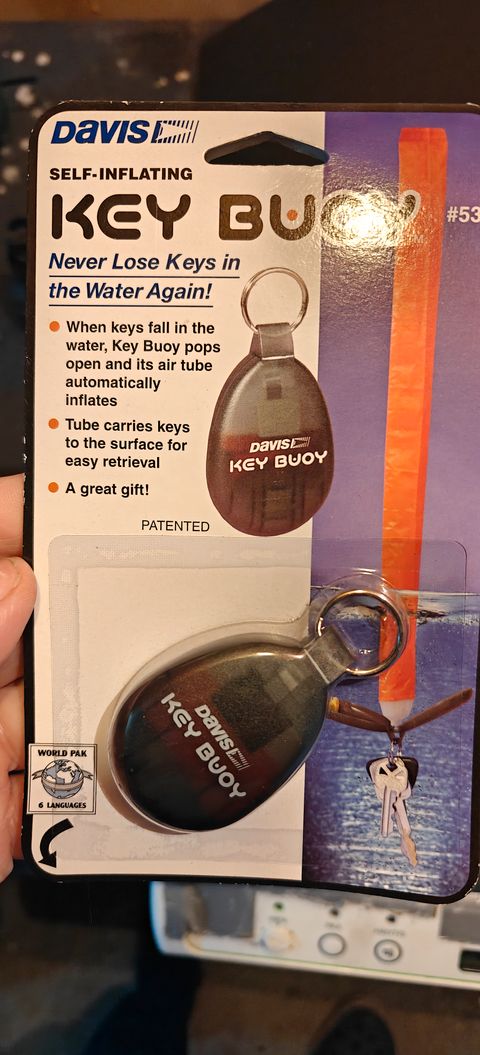 DAVIS
SELF-INFLATING
KEY BUOY
#53
Never Lose Keys in
the Water Again!
When keys fall in the
water, Key Buoy pops
open and its air tube
automatically
inflates
Tube carries keys
to the surface for
easy retrieval
A great gift!
PATENTED
DAVIS
KEY BUOY
DAVIS
KEY BUOY
WORLD PAK
6 LANGUAGES